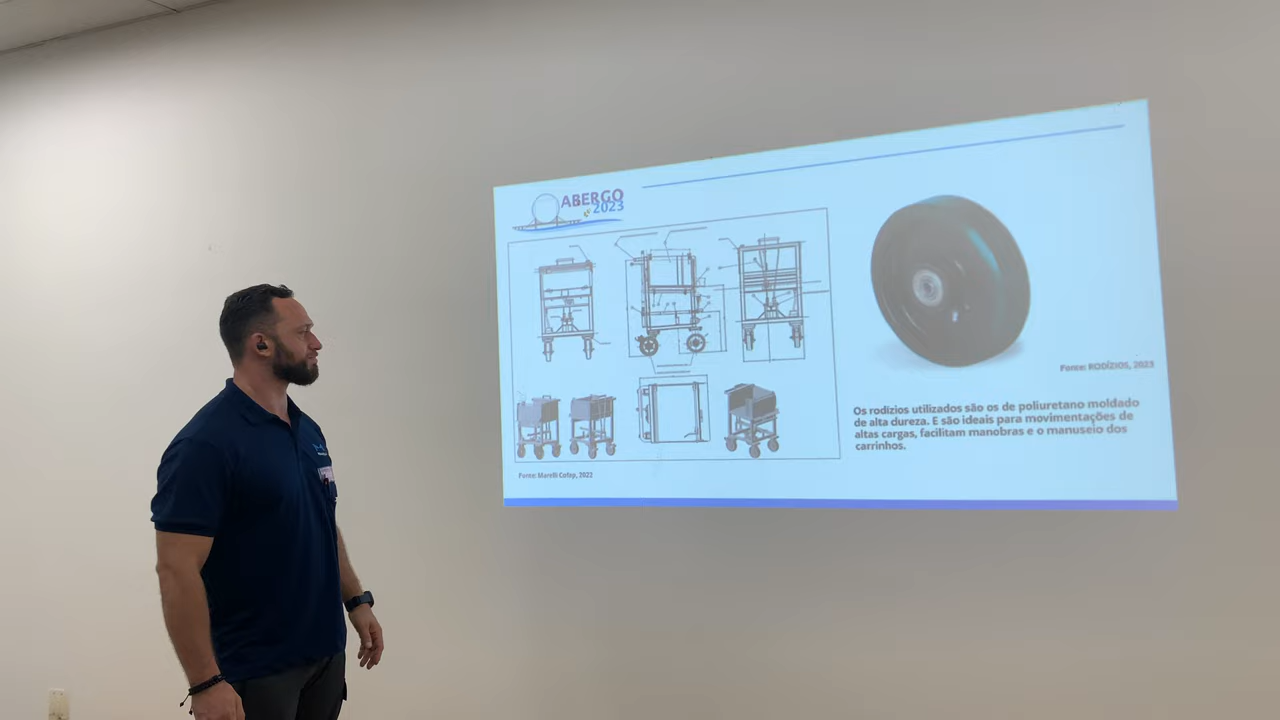 ABERGO
2023
Fonte: Marelli Cofap, 2022
Fonte: RODÍZIOS, 2023
Os rodízios utilizados são os de poliuretano moldado
de alta dureza. E são ideais para movimentações de
altas cargas, facilitam manobras e o manuseio dos
carrinhos.